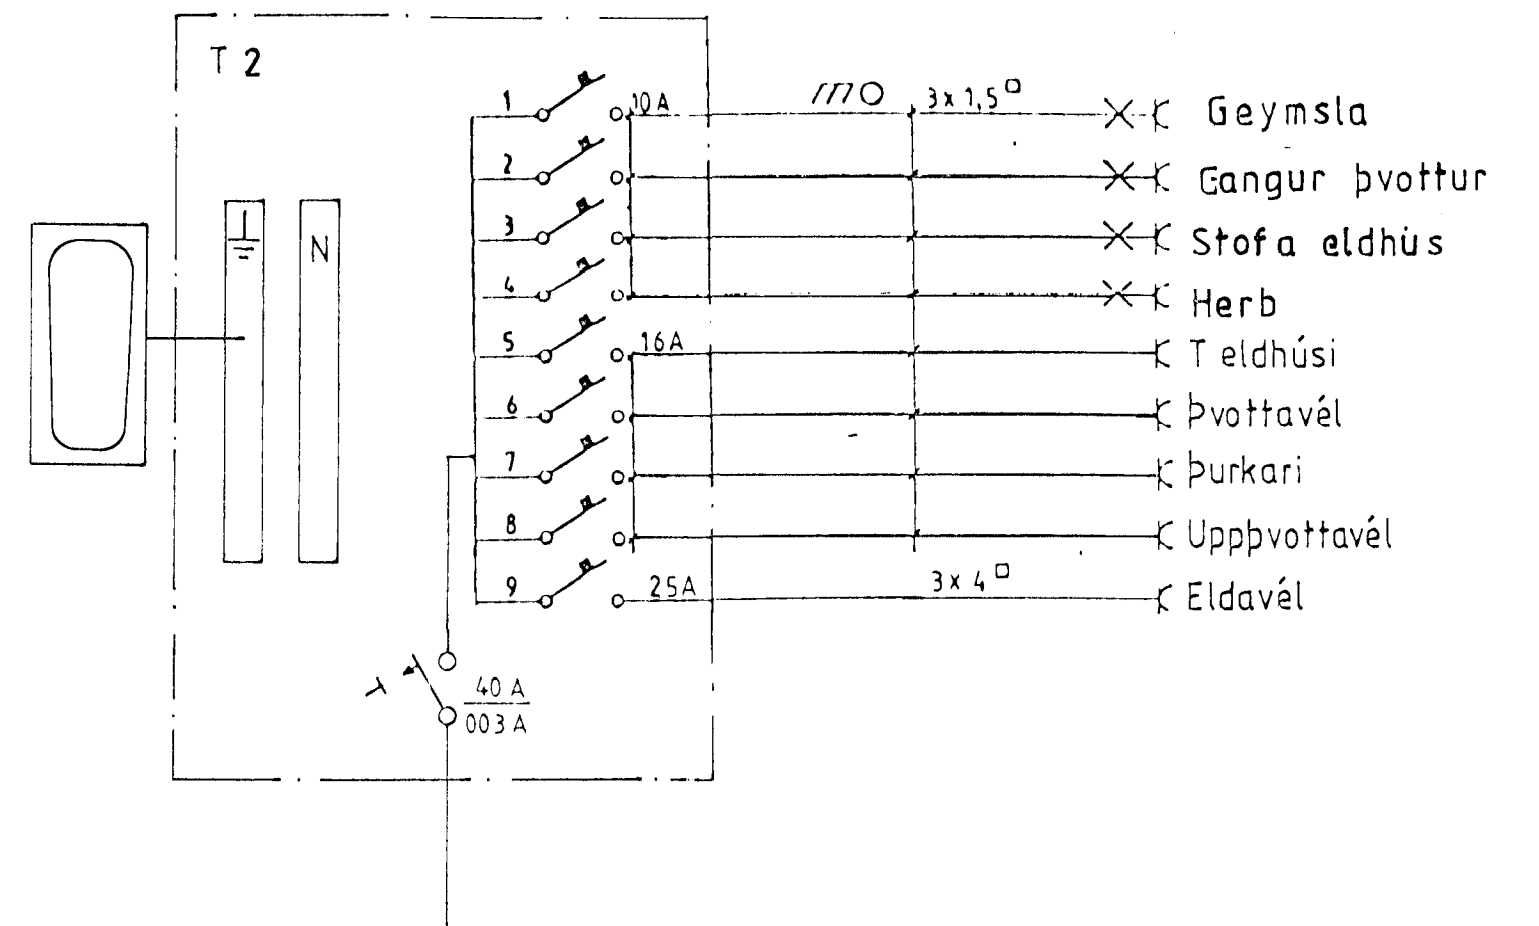 T 2
1 10 A 3 x 1,5 □ Geymsla
2 Gangur þvottur
3 Stofa eldhús
4 Herb
5 16 A T eldhúsi
6 Þvottavél
7 Þurkari
8 Uppþvottavél
9 25 A 3 x 4 □ Eldavél
N
T
40 A
003 A